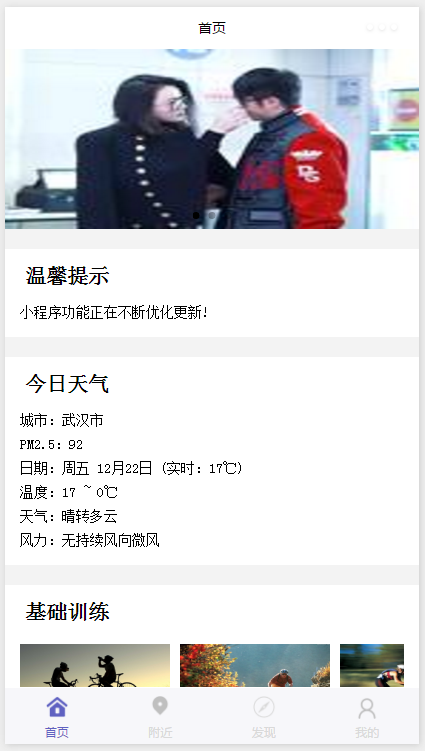 首页
温馨提示
小程序功能正在不断优化更新!
今日天气
城市: 武汉市
PM2.5: 92
日期: 周五 12月22日 (实时: 17℃)
温度: 17 ~ 0℃
天气: 晴转多云
风力: 无持续风向微风
基础训练
首页
附近
发现
我的